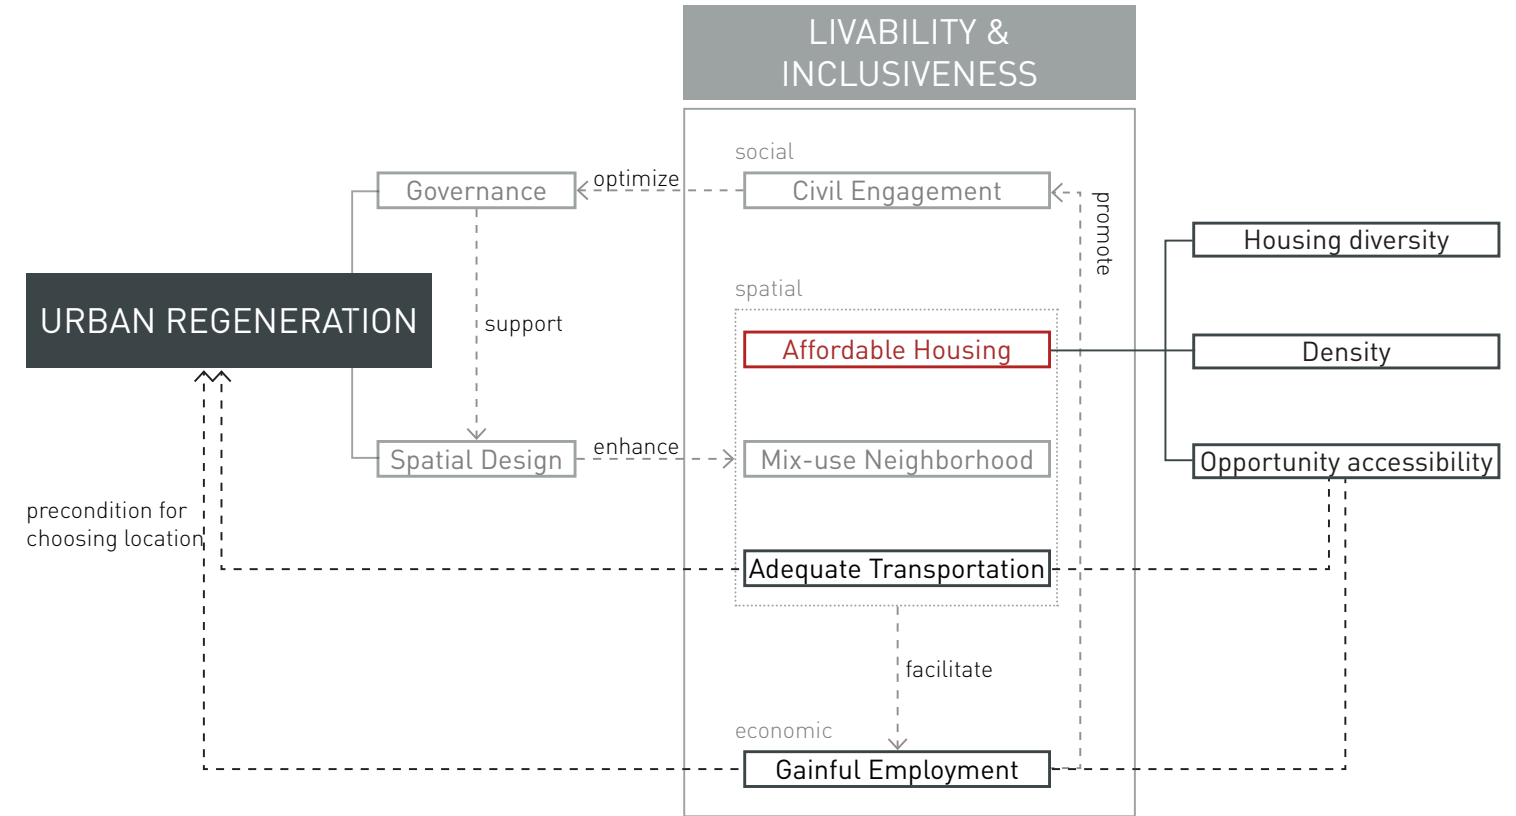 LIVABILITY &
INCLUSIVENESS
social
Governance
optimize
Civil Engagement
promote
Housing diversity
spatial
URBAN REGENERATION
support
Affordable Housing
Density
enhance
Spatial Design
Mix-use Neighborhood
Opportunity accessibility
precondition for
choosing location
Adequate Transportation
facilitate
economic
Gainful Employment